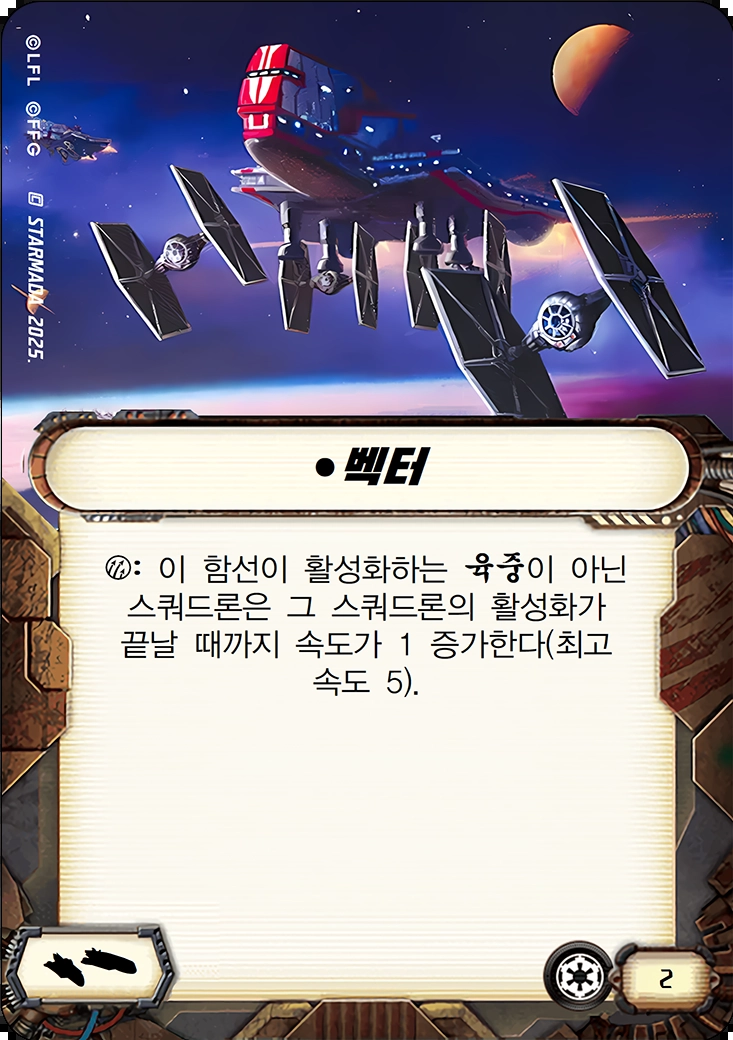 ©LFL ©FFG
STARMADA 2025.
• 벡터
: 이 함선이 활성화하는 육중이 아닌
스쿼드론은 그 스쿼드론의 활성화가
끝날 때까지 속도가 1 증가한다(최고
속도 5).
2